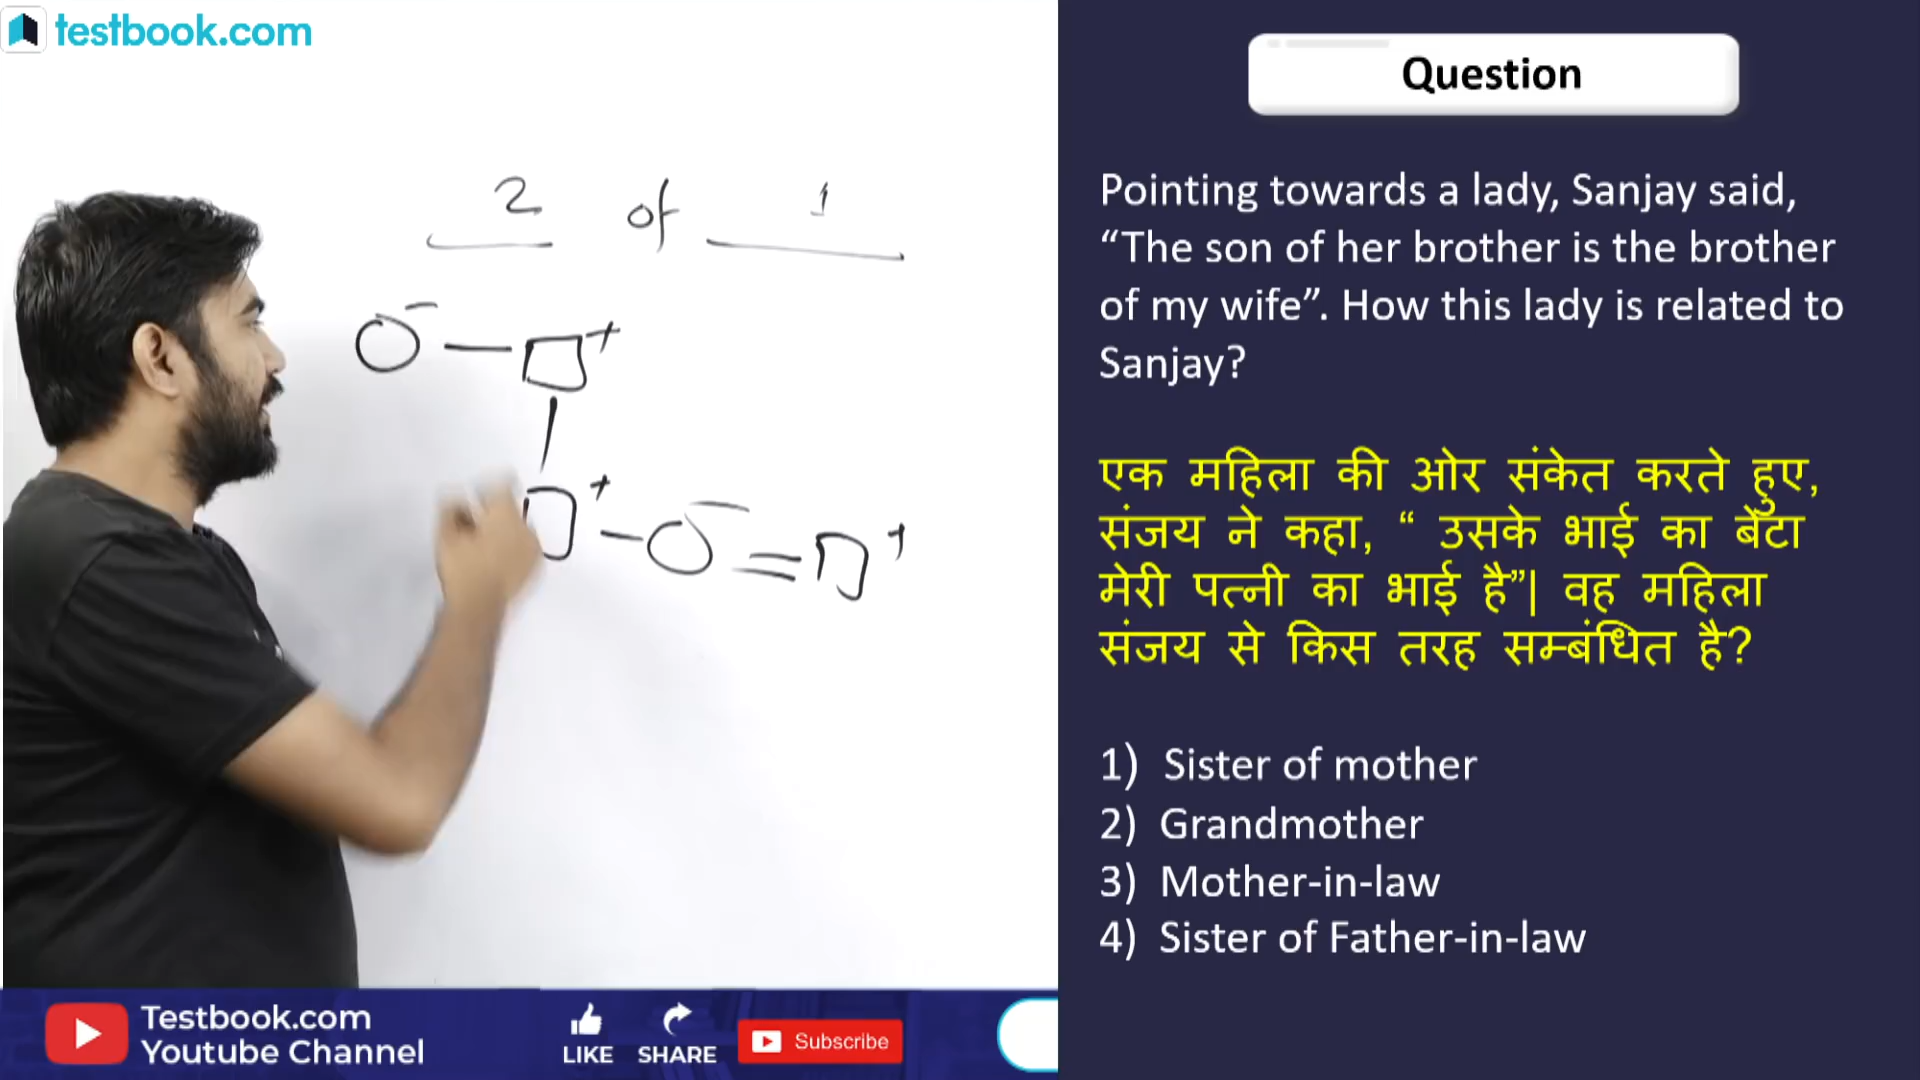 testbook.com
2 of 1
Question
Pointing towards a lady, Sanjay said,
“The son of her brother is the brother
of my wife”. How this lady is related to
Sanjay?
एक महिला की ओर संकेत करते हुए,
संजय ने कहा, “ उसके भाई का बेटा
मेरी पत्नी का भाई है”| वह महिला
संजय से किस तरह सम्बंधित है?
1) Sister of mother
2) Grandmother
3) Mother-in-law
4) Sister of Father-in-law
Testbook.com
Youtube Channel
LIKE
SHARE
Subscribe